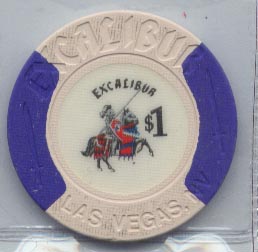 EXCALIBUR
EXCALIBUR
$1
LAS VEGAS, NV